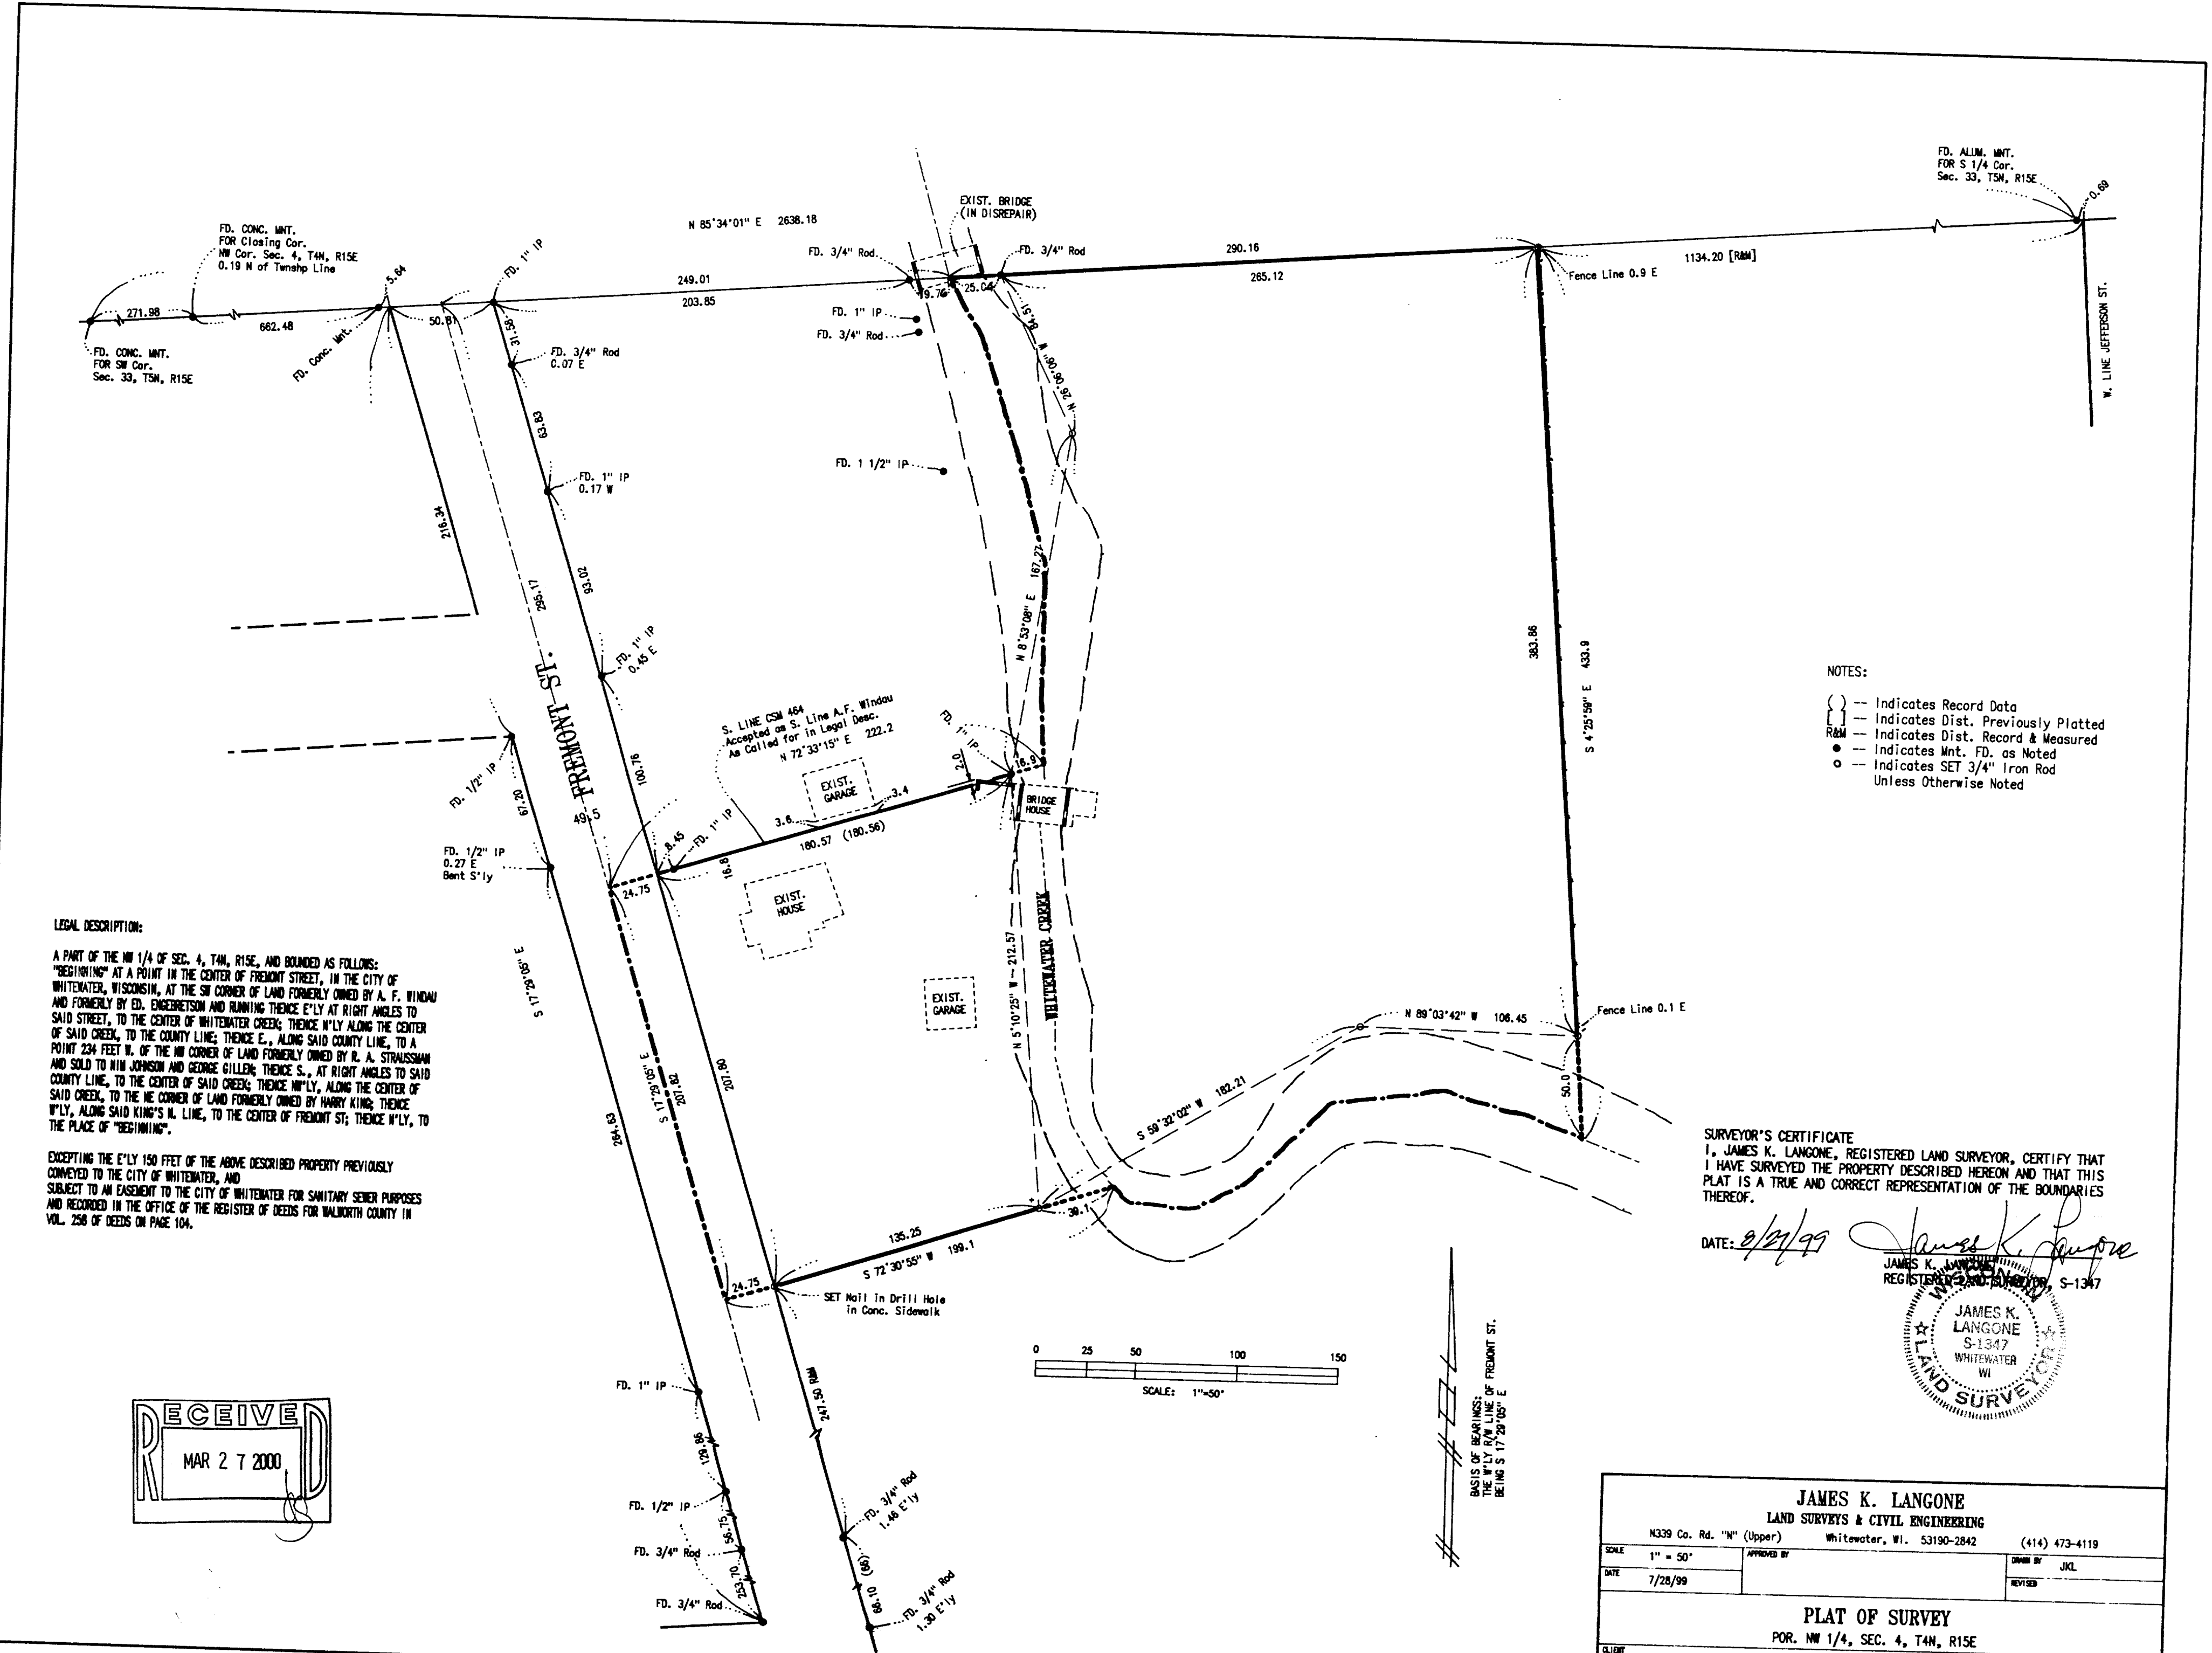 FD. ALUM. MNT.
FOR S 1/4 Cor.
Sec. 33, T5N, R15E
0.69
EXIST. BRIDGE
(IN DISREPAIR)
N 85°34'01" E 2638.18
FD. CONC. MNT.
FOR Closing Cor.
NW Cor. Sec. 4, T4N, R15E
0.19 N of Twnshp Line
5.64
FD. 1" IP
FD. 3/4" Rod
FD. 3/4" Rod
290.16
1134.20 [R&M]
249.01
265.12
Fence Line 0.9 E
203.85
19.76
25.04
271.98
662.48
50.81
FD. Conc. Mnt.
FD. CONC. MNT.
FOR SW Cor.
Sec. 33, T5N, R15E
31.58
FD. 3/4" Rod
0.07 E
FD. 1" IP
FD. 3/4" Rod
84.51
N 26°06'06" W
W. LINE JEFFERSON ST.
63.83
FD. 1" IP
0.17 W
FD. 1 1/2" IP
216.34
295.17
93.02
N 8°53'08" E 167.27
FD. 1" IP
0.45 E
383.86
S 4°25'59" E 433.9
FREMONT ST.
49.5
100.76
S. LINE CSM 464
Accepted as S. Line A.F. Windau
As Called for in Legal Desc.
N 72°33'15" E 222.2
FD. 1" IP
2.0
16.9
EXIST.
GARAGE
3.4
3.6
180.57 (180.56)
BRIDGE
HOUSE
FD. 1/2" IP
67.20
FD. 1/2" IP
0.27 E
Bent S'ly
8.45
FD. 1" IP
16.8
24.75
EXIST.
HOUSE
NOTES:
( ) -- Indicates Record Data
[ ] -- Indicates Dist. Previously Platted
R&M -- Indicates Dist. Record & Measured
● -- Indicates Mnt. FD. as Noted
○ -- Indicates SET 3/4" Iron Rod
Unless Otherwise Noted
LEGAL DESCRIPTION:
A PART OF THE NW 1/4 OF SEC. 4, T4N, R15E, AND BOUNDED AS FOLLOWS:
"BEGINNING" AT A POINT IN THE CENTER OF FREMONT STREET, IN THE CITY OF
WHITEWATER, WISCONSIN, AT THE SW CORNER OF LAND FORMERLY OWNED BY A. F. WINDAU
AND FORMERLY BY ED. ENGEBRETSON AND RUNNING THENCE E'LY AT RIGHT ANGLES TO
SAID STREET, TO THE CENTER OF WHITEWATER CREEK; THENCE N'LY ALONG THE CENTER
OF SAID CREEK, TO THE COUNTY LINE; THENCE E., ALONG SAID COUNTY LINE, TO A
POINT 234 FEET W. OF THE NW CORNER OF LAND FORMERLY OWNED BY R. A. STRAUSSMAN
AND SOLD TO NIN JOHNSON AND GEORGE GILLEN; THENCE S., AT RIGHT ANGLES TO SAID
COUNTY LINE, TO THE CENTER OF SAID CREEK; THENCE NW'LY, ALONG THE CENTER OF
SAID CREEK, TO THE NE CORNER OF LAND FORMERLY OWNED BY HARRY KING; THENCE
W'LY, ALONG SAID KING'S N. LINE, TO THE CENTER OF FREMONT ST; THENCE N'LY, TO
THE PLACE OF "BEGINNING".
EXCEPTING THE E'LY 150 FFET OF THE ABOVE DESCRIBED PROPERTY PREVIOUSLY
CONVEYED TO THE CITY OF WHITEWATER, AND
SUBJECT TO AN EASEMENT TO THE CITY OF WHITEWATER FOR SANITARY SEWER PURPOSES
AND RECORDED IN THE OFFICE OF THE REGISTER OF DEEDS FOR WALWORTH COUNTY IN
VOL. 258 OF DEEDS ON PAGE 104.
S 17°29'05" E
264.63
S 17°29'05" E
207.82
207.80
EXIST.
GARAGE
N 5°10'25" W -- 212.57
WHITEWATER CREEK
N 89°03'42" W 106.45
Fence Line 0.1 E
50.0
S 59°32'02" W 182.21
39.1
135.25
S 72°30'55" W 199.1
24.75
SET Nail in Drill Hole
in Conc. Sidewalk
SURVEYOR'S CERTIFICATE
I, JAMES K. LANGONE, REGISTERED LAND SURVEYOR, CERTIFY THAT
I HAVE SURVEYED THE PROPERTY DESCRIBED HEREON AND THAT THIS
PLAT IS A TRUE AND CORRECT REPRESENTATION OF THE BOUNDARIES
THEREOF.
DATE: 8/27/99 James K. Langone
JAMES K. LANGONE
REGISTERED LAND SURVEYOR, S-1347
WISCONSIN
JAMES K.
LANGONE
S-1347
WHITEWATER
WI
LAND SURVEYOR
0 25 50 100 150
SCALE: 1"=50'
BASIS OF BEARINGS:
THE W'LY R/W LINE OF FREMONT ST.
BEING S 17°29'05" E
RECEIVED
MAR 27 2000
FD. 1" IP
129.86
FD. 1/2" IP
56.75
FD. 3/4" Rod
253.70
FD. 3/4" Rod
247.50 R&M
FD. 3/4" Rod
1.46 E'ly
66.10 (66)
FD. 3/4" Rod
1.30 E'ly
JAMES K. LANGONE
LAND SURVEYS & CIVIL ENGINEERING
N339 Co. Rd. "N" (Upper) Whitewater, WI. 53190-2842 (414) 473-4119
SCALE 1" = 50' APPROVED BY DRAWN BY JKL
DATE 7/28/99 REVISED
PLAT OF SURVEY
POR. NW 1/4, SEC. 4, T4N, R15E
CLIENT